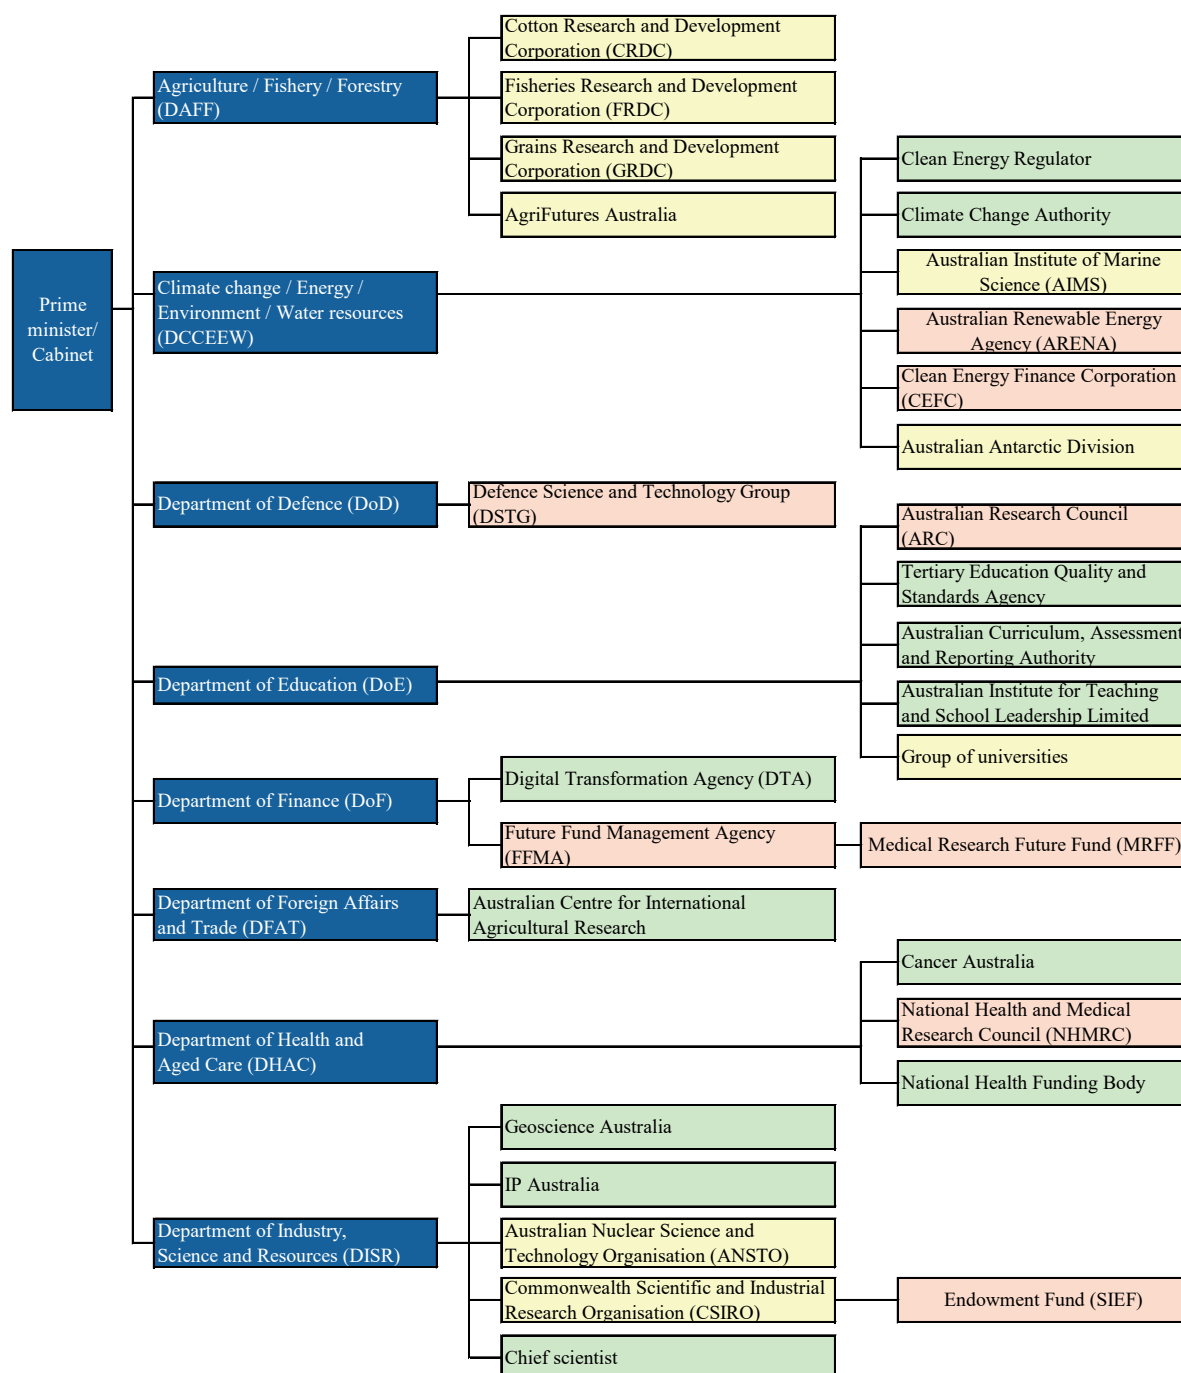 Prime
minister/
Cabinet
Agriculture / Fishery / Forestry
(DAFF)
Cotton Research and Development
Corporation (CRDC)
Fisheries Research and Development
Corporation (FRDC)
Grains Research and Development
Corporation (GRDC)
AgriFutures Australia
Climate change / Energy /
Environment / Water resources
(DCCEEW)
Clean Energy Regulator
Climate Change Authority
Australian Institute of Marine
Science (AIMS)
Australian Renewable Energy
Agency (ARENA)
Clean Energy Finance Corporation
(CEFC)
Australian Antarctic Division
Department of Defence (DoD)
Defence Science and Technology Group
(DSTG)
Department of Education (DoE)
Australian Research Council
(ARC)
Tertiary Education Quality and
Standards Agency
Australian Curriculum, Assessment
and Reporting Authority
Australian Institute for Teaching
and School Leadership Limited
Group of universities
Department of Finance (DoF)
Digital Transformation Agency (DTA)
Future Fund Management Agency
(FFMA)
Medical Research Future Fund (MRFF)
Department of Foreign Affairs
and Trade (DFAT)
Australian Centre for International
Agricultural Research
Department of Health and
Aged Care (DHAC)
Cancer Australia
National Health and Medical
Research Council (NHMRC)
National Health Funding Body
Department of Industry,
Science and Resources (DISR)
Geoscience Australia
IP Australia
Australian Nuclear Science and
Technology Organisation (ANSTO)
Commonwealth Scientific and Industrial
Research Organisation (CSIRO)
Endowment Fund (SIEF)
Chief scientist